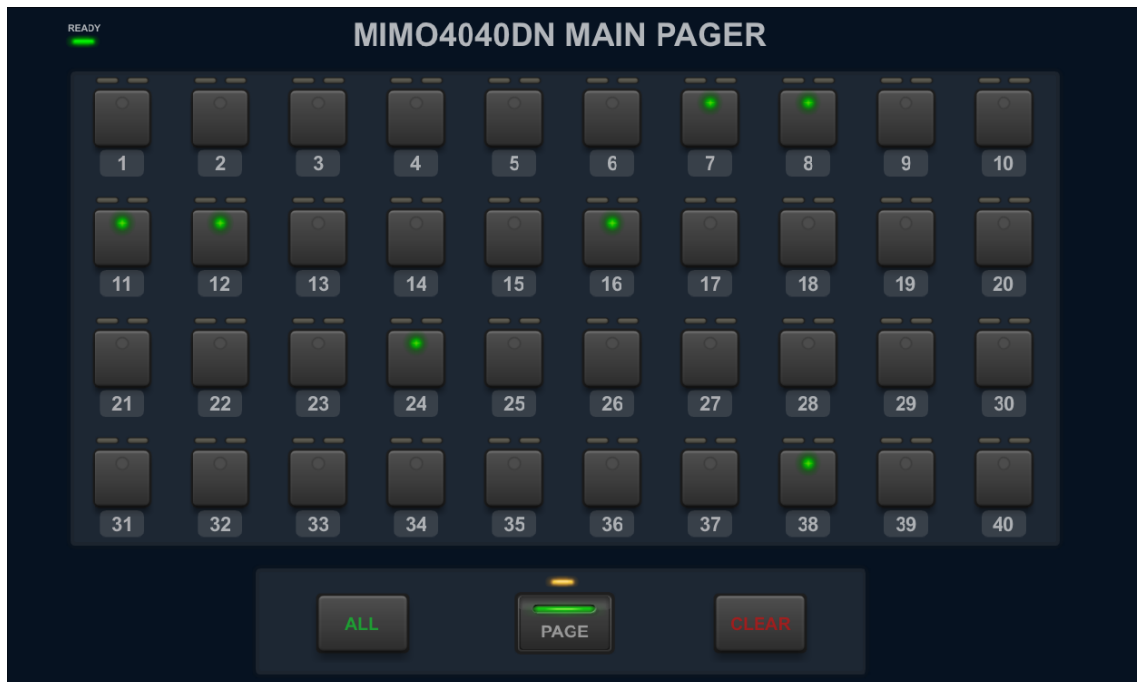 READY
MIMO4040DN MAIN PAGER
1 2 3 4 5 6 7 8 9 10
11 12 13 14 15 16 17 18 19 20
21 22 23 24 25 26 27 28 29 30
31 32 33 34 35 36 37 38 39 40
ALL PAGE CLEAR